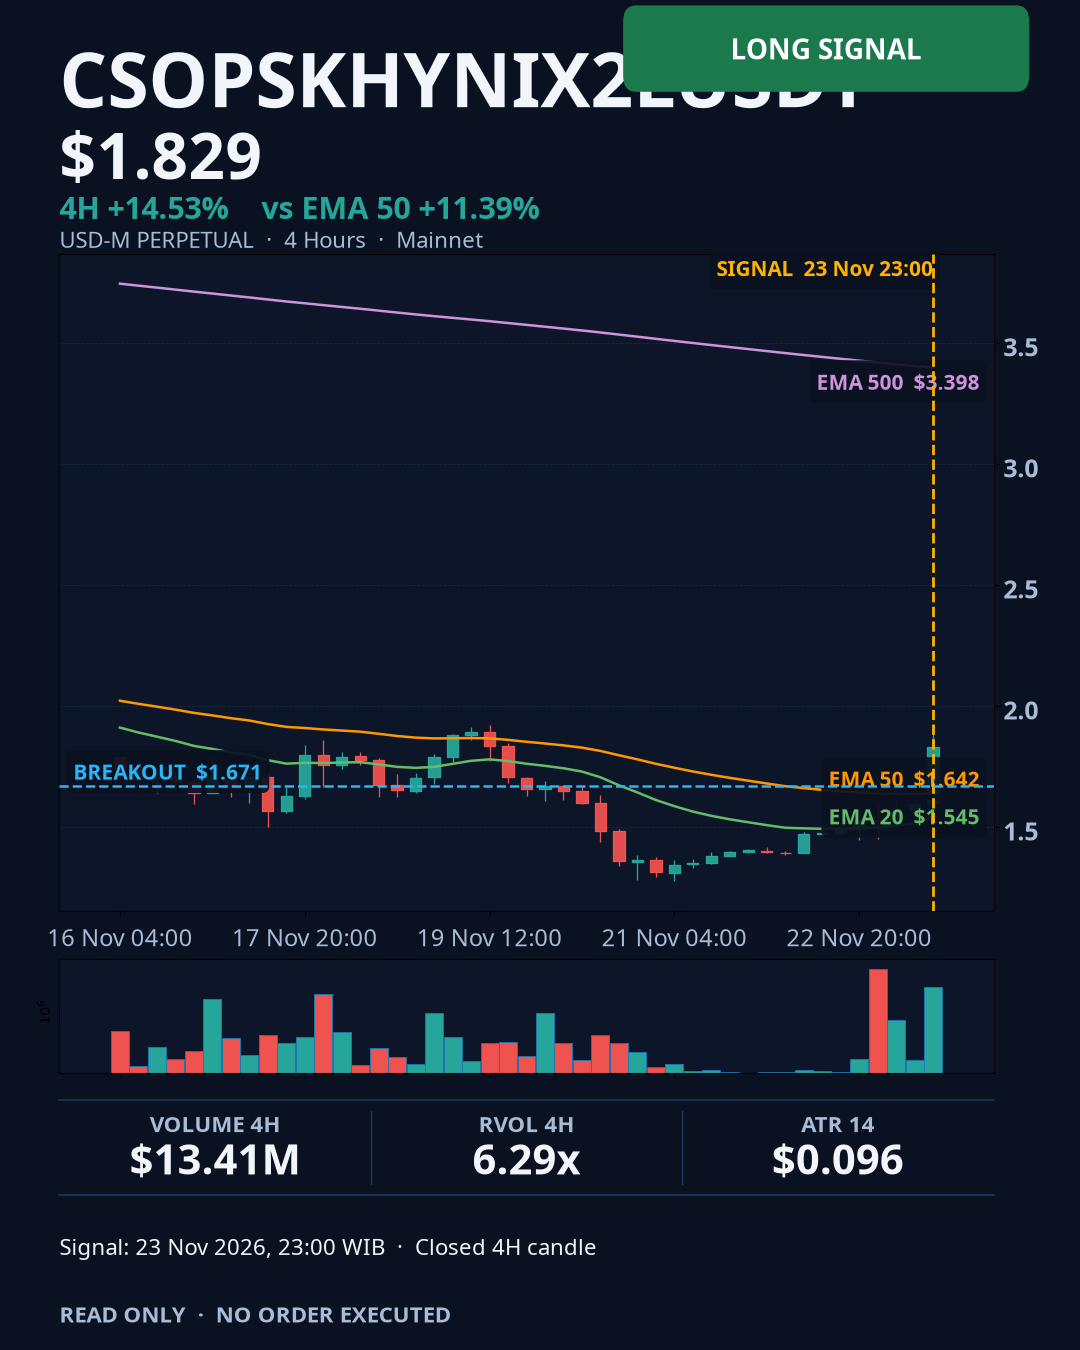 LONG SIGNAL
CSOPSKHYNIX2LUSDT
$1.829
4H +14.53% vs EMA 50 +11.39%
USD-M PERPETUAL · 4 Hours · Mainnet
SIGNAL 23 Nov 23:00
3.5
EMA 500 $3.398
3.0
2.5
2.0
BREAKOUT $1.671
EMA 50 $1.642
EMA 20 $1.545
1.5
16 Nov 04:00 17 Nov 20:00 19 Nov 12:00 21 Nov 04:00 22 Nov 20:00
10⁶
VOLUME 4H RVOL 4H ATR 14
$13.41M 6.29x $0.096
Signal: 23 Nov 2026, 23:00 WIB · Closed 4H candle
READ ONLY · NO ORDER EXECUTED